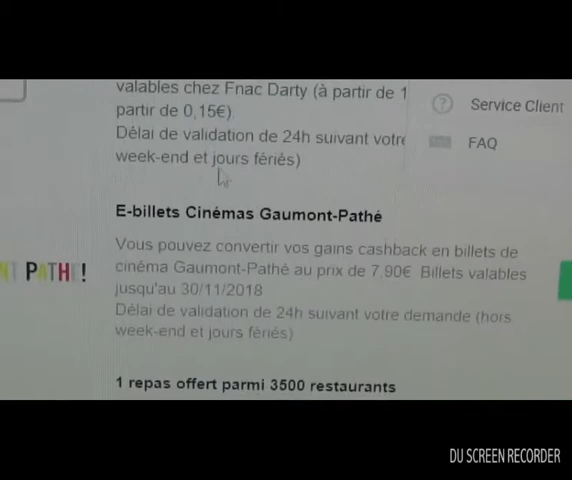 valables chez Fnac Darty (à partir de 1
partir de 0,15€).
Délai de validation de 24h suivant votre
week-end et jours fériés)
Service Client
FAQ
E-billets Cinémas Gaumont-Pathé
Vous pouvez convertir vos gains cashback en billets de
cinéma Gaumont-Pathé au prix de 7,90€. Billets valables
jusqu'au 30/11/2018
Délai de validation de 24h suivant votre demande (hors
week-end et jours fériés)
NT PATHE!
1 repas offert parmi 3500 restaurants
DU SCREEN RECORDER